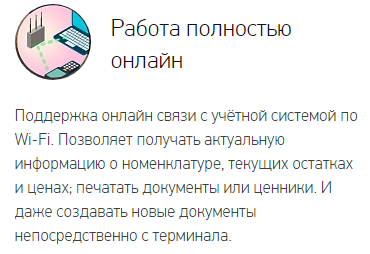 Работа полностью
онлайн
Поддержка онлайн связи с учётной системой по
Wi-Fi. Позволяет получать актуальную
информацию о номенклатуре, текущих остатках
и ценах; печатать документы или ценники. И
даже создавать новые документы
непосредственно с терминала.